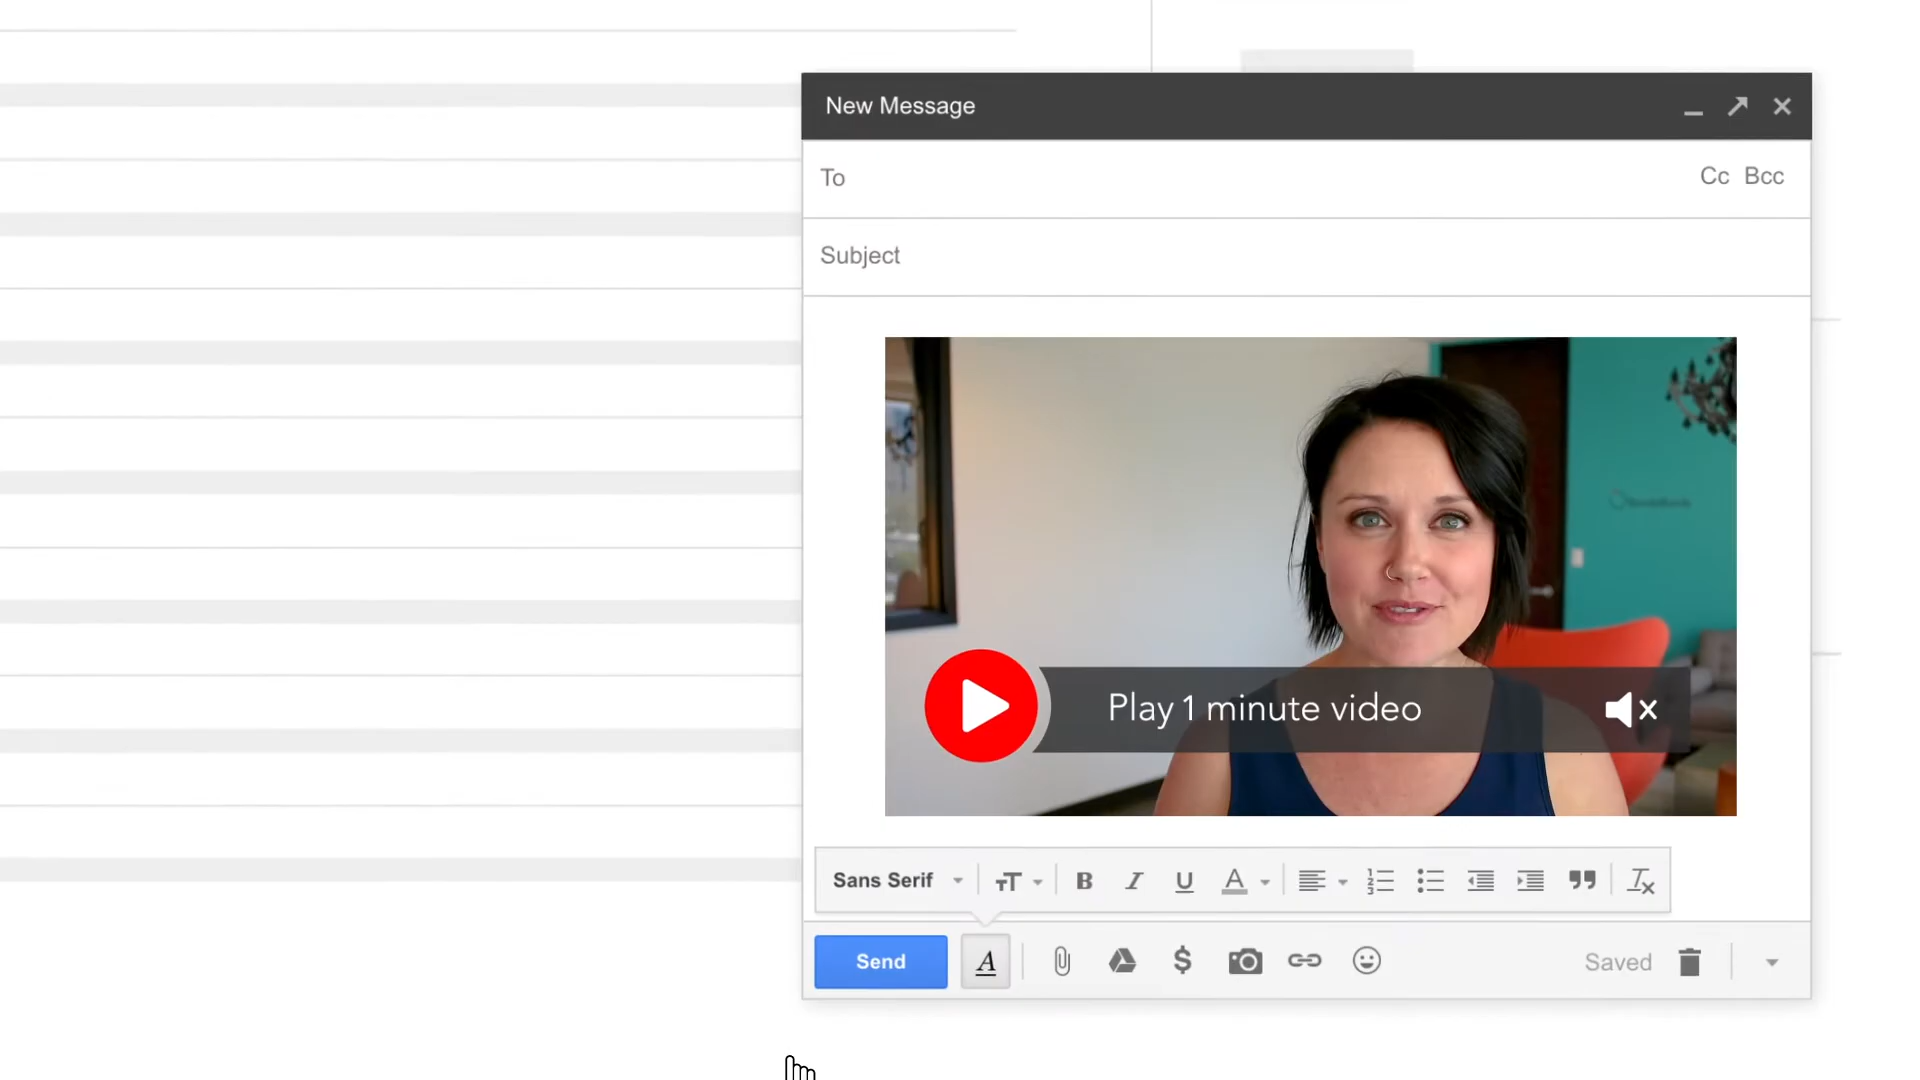 New Message
To
Cc Bcc
Subject
Play 1 minute video
Sans Serif
Send
Saved